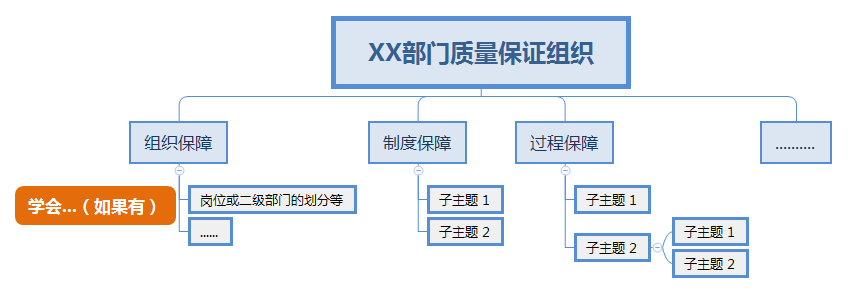 XX部门质量保证组织
组织保障
制度保障
过程保障
..........
学会...（如果有）
岗位或二级部门的划分等
......
子主题 1
子主题 2
子主题 1
子主题 2
子主题 1
子主题 2